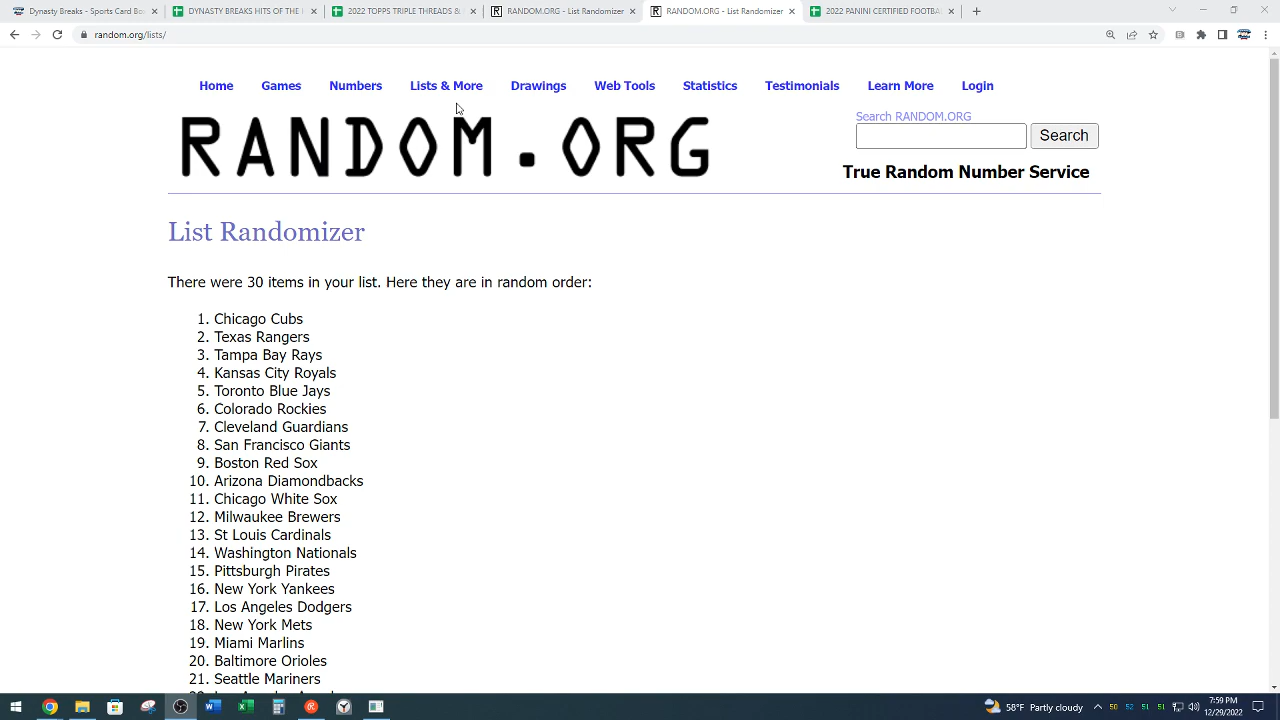 Dynasty Breaks - Sports Card Box
DYNASTY BREAKS HITS OF THE
2022 TOPPS TRIPLE THREADS &
RANDOM.ORG - List Randomizer
RANDOM.ORG - List Randomizer
2022 PANINI CERTIFIED FOOTBA
random.org/lists/
Home Games Numbers Lists & More Drawings Web Tools Statistics Testimonials Learn More Login
RANDOM.ORG
Search RANDOM.ORG
Search
True Random Number Service
List Randomizer
There were 30 items in your list. Here they are in random order:
1. Chicago Cubs
2. Texas Rangers
3. Tampa Bay Rays
4. Kansas City Royals
5. Toronto Blue Jays
6. Colorado Rockies
7. Cleveland Guardians
8. San Francisco Giants
9. Boston Red Sox
10. Arizona Diamondbacks
11. Chicago White Sox
12. Milwaukee Brewers
13. St Louis Cardinals
14. Washington Nationals
15. Pittsburgh Pirates
16. New York Yankees
17. Los Angeles Dodgers
18. New York Mets
19. Miami Marlins
20. Baltimore Orioles
21. Seattle Mariners
58°F Partly cloudy
50 52 51 51
7:59 PM
12/29/2022